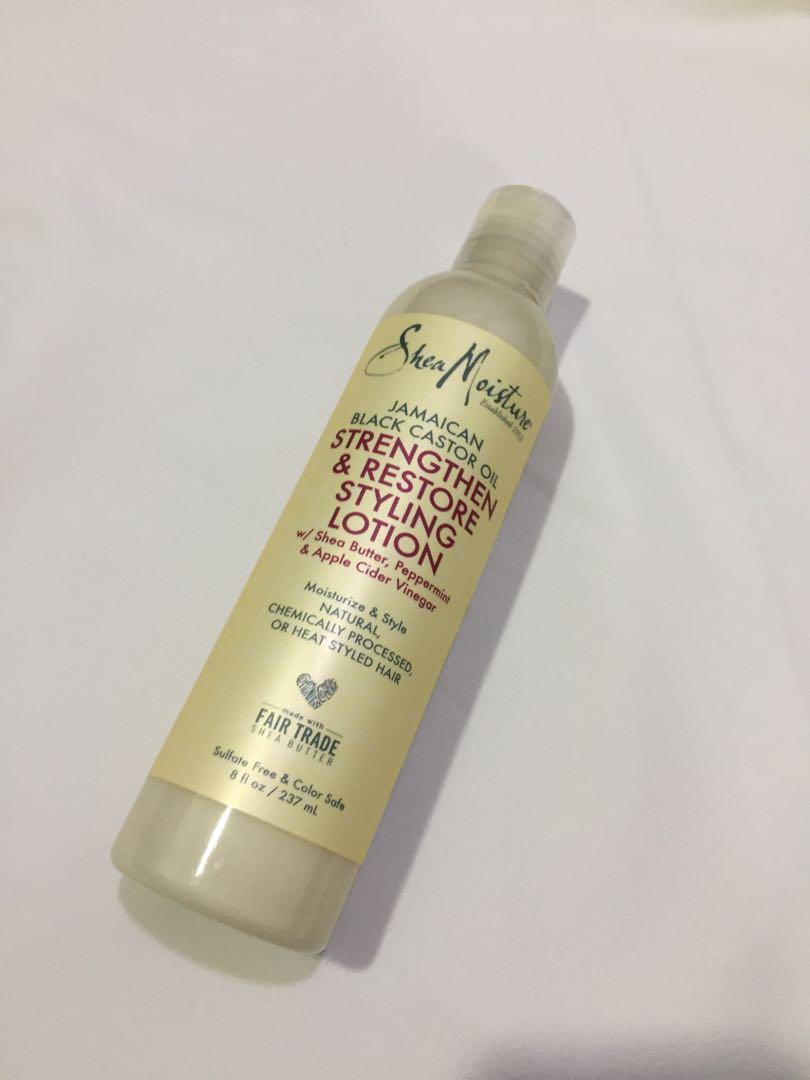 Shea Moisture
Established 1912
JAMAICAN
BLACK CASTOR OIL
STRENGTHEN
& RESTORE
STYLING
LOTION
w/ Shea Butter, Peppermint
& Apple Cider Vinegar
Moisturize & Style
NATURAL,
CHEMICALLY PROCESSED,
OR HEAT STYLED HAIR
made with
FAIR TRADE
SHEA BUTTER
Sulfate Free & Color Safe
8 fl oz / 237 mL